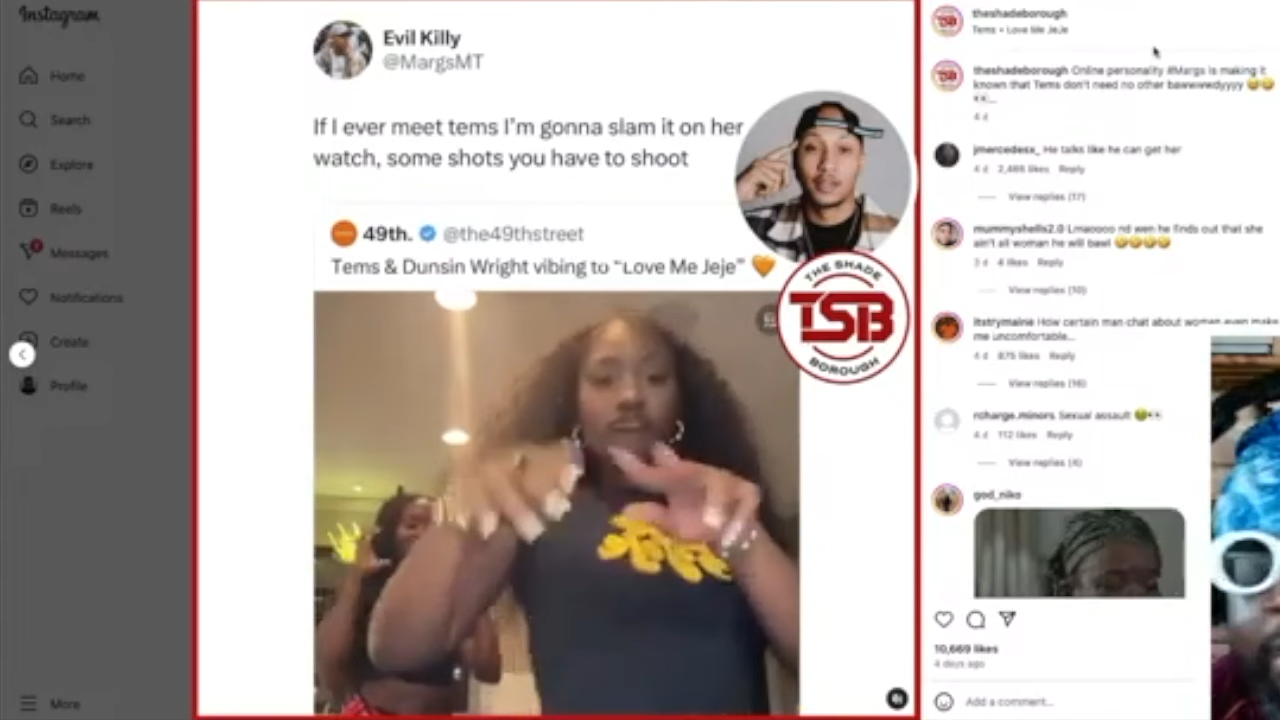 Instagram
Home
Search
Explore
Reels
Messages
Notifications
Create
Profile
More
Evil Killy
@MargsMT
If I ever meet tems I'm gonna slam it on her
watch, some shots you have to shoot
49th. @the49thstreet
Tems & Dunsin Wright vibing to "Love Me Jeje" 🧡
THE SHADE
TSB
BOROUGH
theshadeborough
Tems • Love Me JeJe
theshadeborough Online personality #Margs is making it
known that Tems don't need no other bawwwedyyyy 🤣🤣
👀...
4 d
jmercedesx_ He talks like he can get her
4 d 2,465 likes Reply
View replies (17)
mummyshells2.0 Lmaoooo nd wen he finds out that she
ain't all woman he will bawl 🤣🤣🤣🤣
3 d 4 likes Reply
View replies (10)
itstrymaine How certain man chat about women even make
me uncomfortable...
4 d 875 likes Reply
View replies (16)
rcharge.minors Sexual assault 🤢👀
4 d 112 likes Reply
View replies (4)
god_niko
10,669 likes
4 days ago
Add a comment...